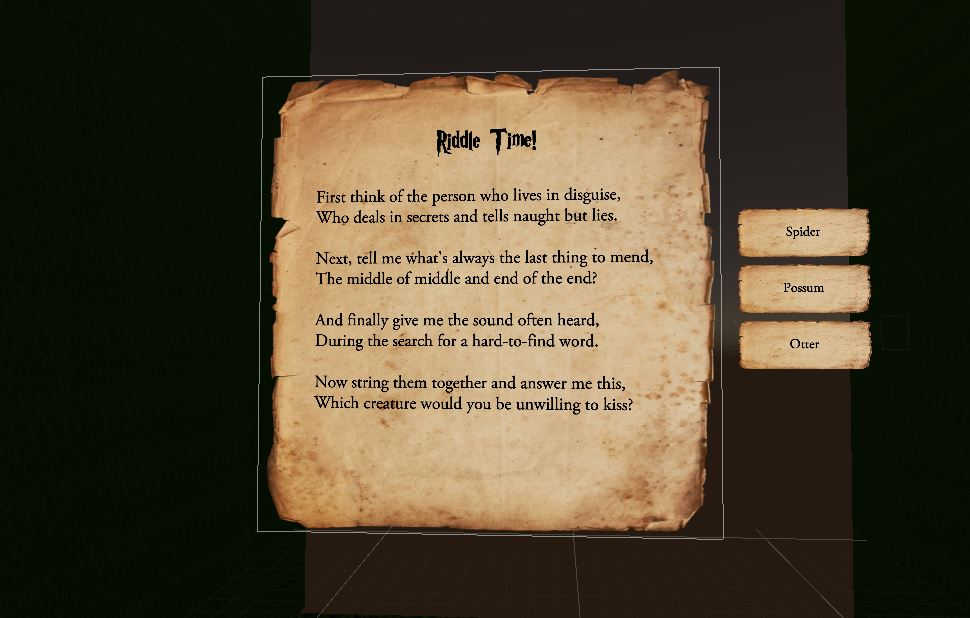 Riddle Time!
First think of the person who lives in disguise,
Who deals in secrets and tells naught but lies.
Next, tell me what's always the last thing to mend,
The middle of middle and end of the end?
And finally give me the sound often heard,
During the search for a hard-to-find word.
Now string them together and answer me this,
Which creature would you be unwilling to kiss?
Spider
Possum
Otter